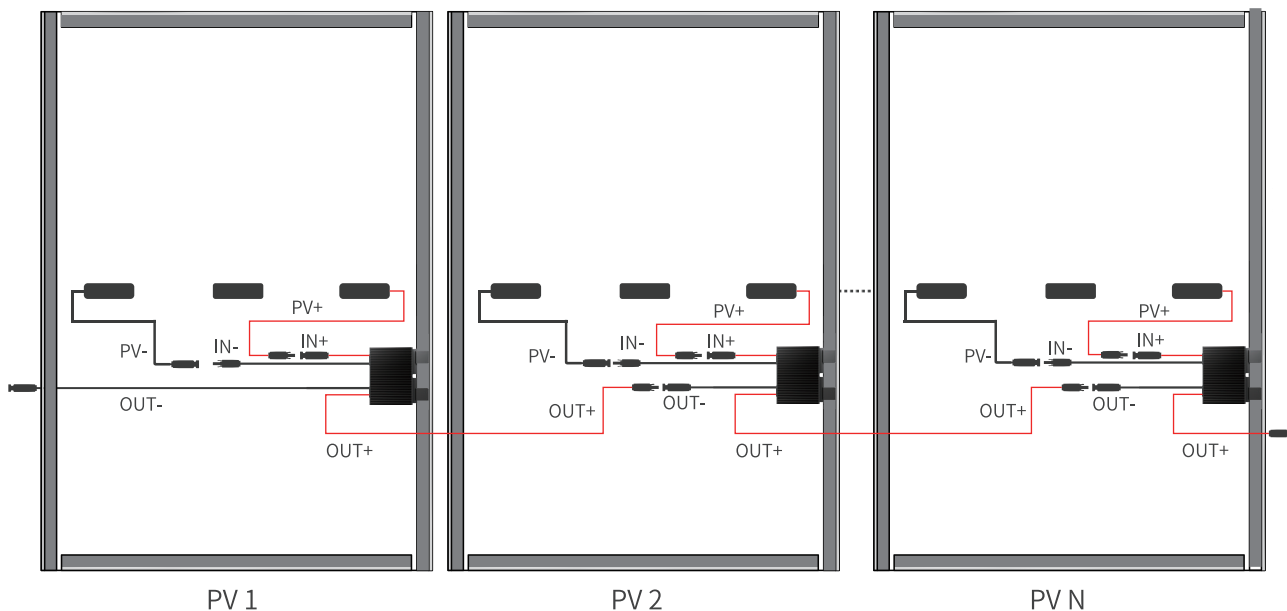 PV+
PV-
IN-
IN+
OUT-
OUT+
PV 1
PV+
PV-
IN-
IN+
OUT+
OUT-
OUT+
PV 2
PV+
PV-
IN-
IN+
OUT+
OUT-
OUT+
PV N